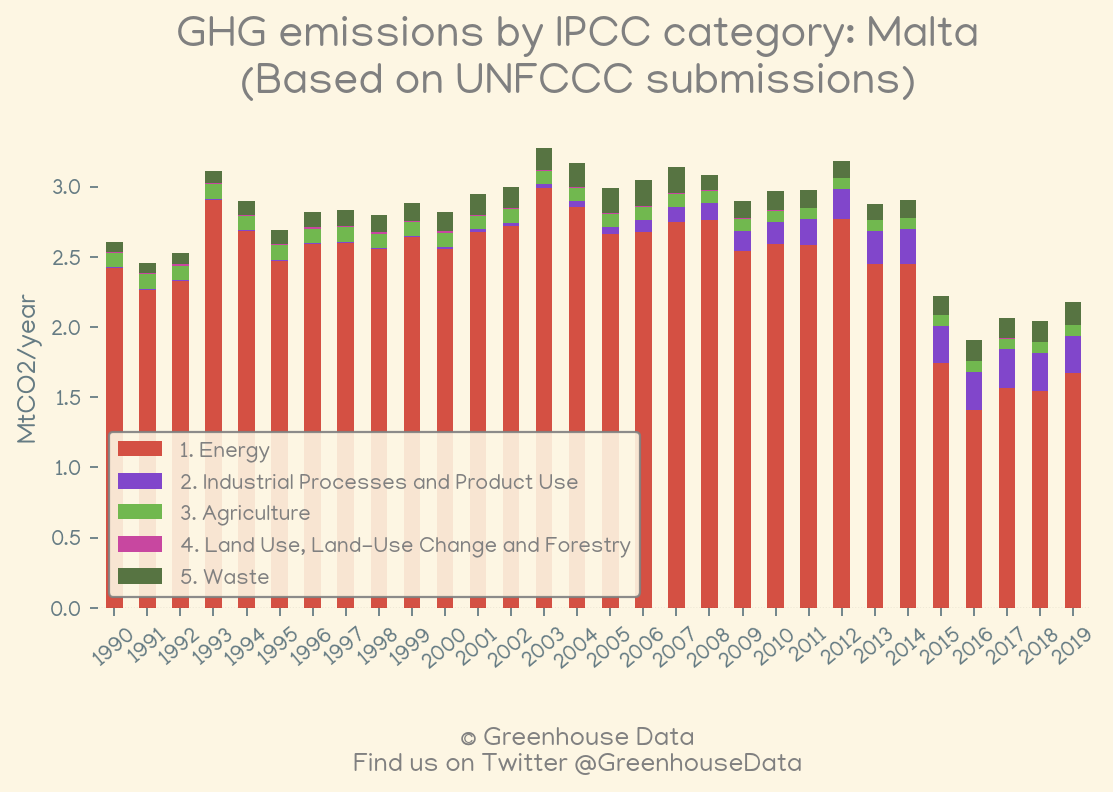 GHG emissions by IPCC category: Malta
(Based on UNFCCC submissions)
MtCO2/year
3.0
2.5
2.0
1.5
1.0
0.5
0.0
1. Energy
2. Industrial Processes and Product Use
3. Agriculture
4. Land Use, Land-Use Change and Forestry
5. Waste
1990 1991 1992 1993 1994 1995 1996 1997 1998 1999 2000 2001 2002 2003 2004 2005 2006 2007 2008 2009 2010 2011 2012 2013 2014 2015 2016 2017 2018 2019
© Greenhouse Data
Find us on Twitter @GreenhouseData